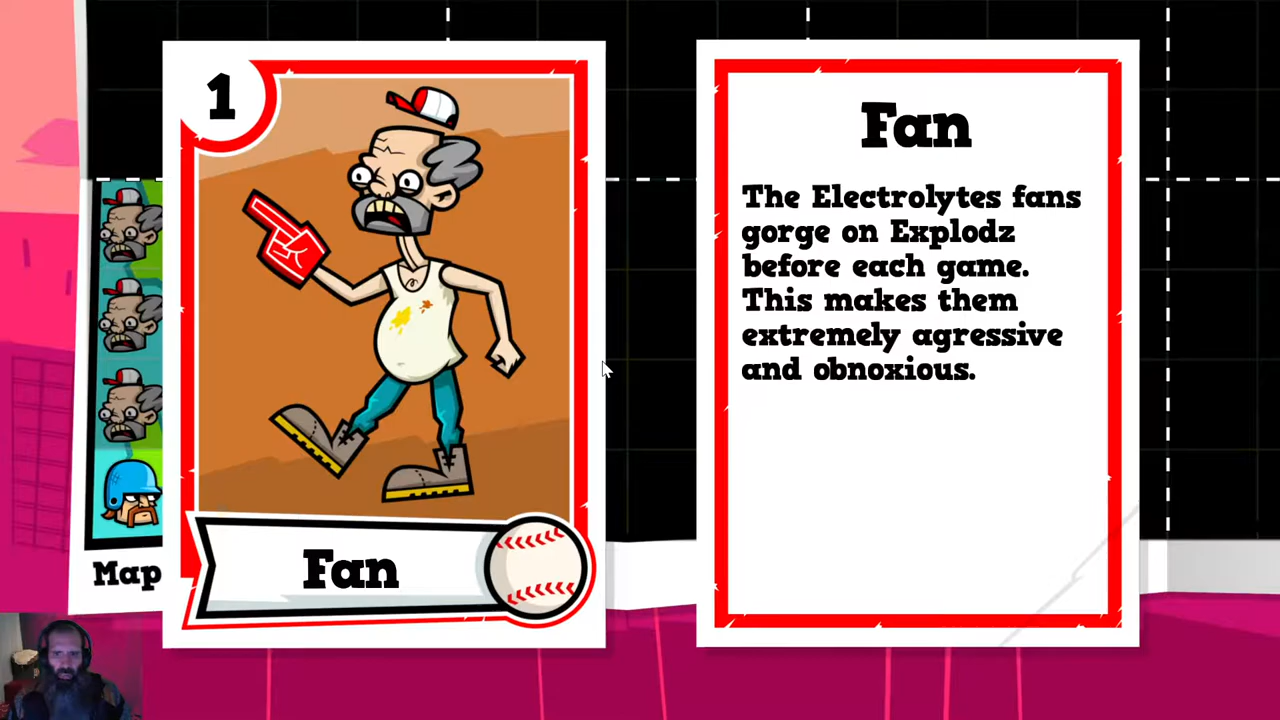 1
Fan
Map
Fan
The Electrolytes fans
gorge on Explodz
before each game.
This makes them
extremely agressive
and obnoxious.